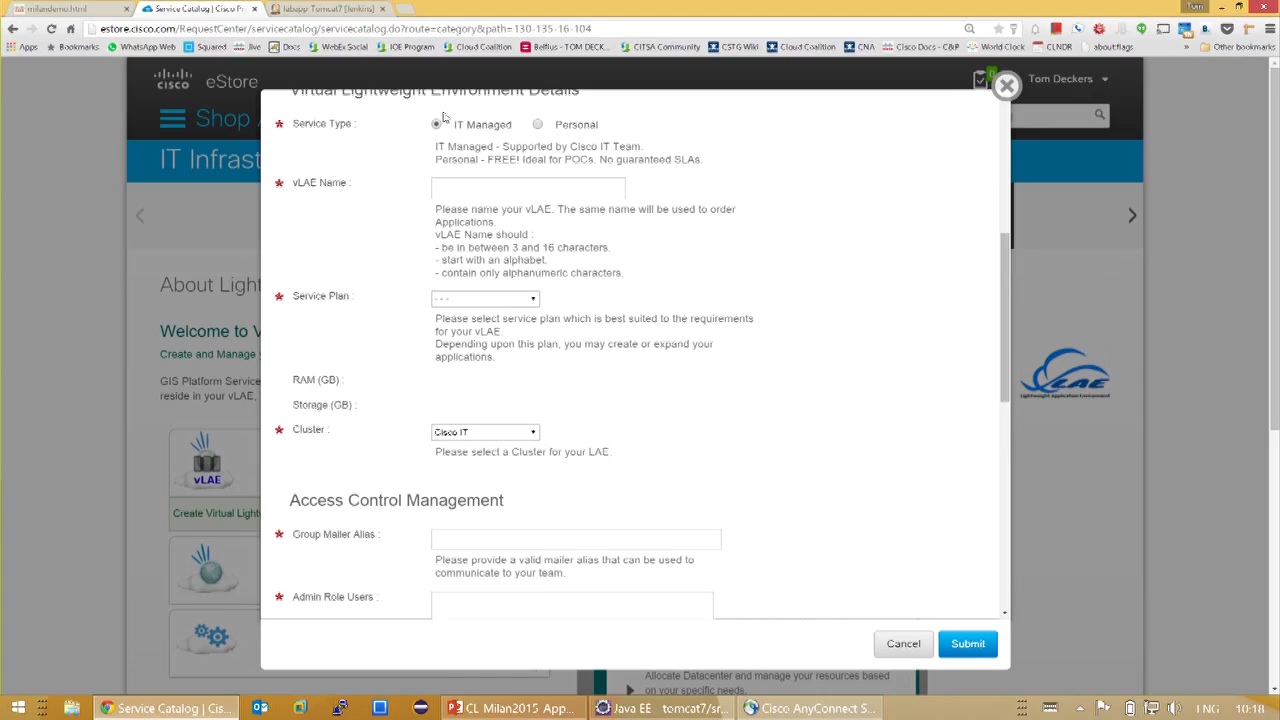 milandemo.html
Service Catalog | Cis...
labapp Tomcat7 [Jenkins]
Tom
estore.cisco.com/RequestCenter/servicecatalog/servicecatalog.do?route=category&path=130-135-16-104
Apps
Bookmarks
WhatsApp Web
Squared
Jive
Docs
WebEx Social
IOE Program
Cloud Coalition
Belfius - TOM DECK...
CITSA Community
CSTG Wiki
Cloud Coalition
CNA
Cisco Docs - C&B
World Clock
CLNDR
about:flags
Other bookmarks
CISCO
eStore
Tom Deckers
Shop
IT Infrast
About Light
Welcome to V
Create and Manage
GIS Platform Service
reside in your vLAE,
vLAE
Create Virtual Lightw
LAE
Lightweight Application Environment
Virtual Lightweight Environment Details
* Service Type :
IT Managed
Personal
IT Managed - Supported by Cisco IT Team.
Personal - FREE! Ideal for POCs. No guaranteed SLAs.
* vLAE Name :
Please name your vLAE. The same name will be used to order
Applications.
vLAE Name should :
- be in between 3 and 16 characters.
- start with an alphabet.
- contain only alphanumeric characters.
* Service Plan :
- - -
Please select service plan which is best suited to the requirements
for your vLAE.
Depending upon this plan, you may create or expand your
applications.
RAM (GB) :
Storage (GB) :
* Cluster :
Cisco IT
Please select a Cluster for your LAE.
Access Control Management
* Group Mailer Alias :
Please provide a valid mailer alias that can be used to
communicate to your team.
* Admin Role Users :
Cancel
Submit
Allocate Datacenter and manage your resources based
on your specific needs.
Service Catalog | Cis...
CL Milan2015 App...
Java EE - tomcat7/sr...
Cisco AnyConnect S...
ENG
10:18